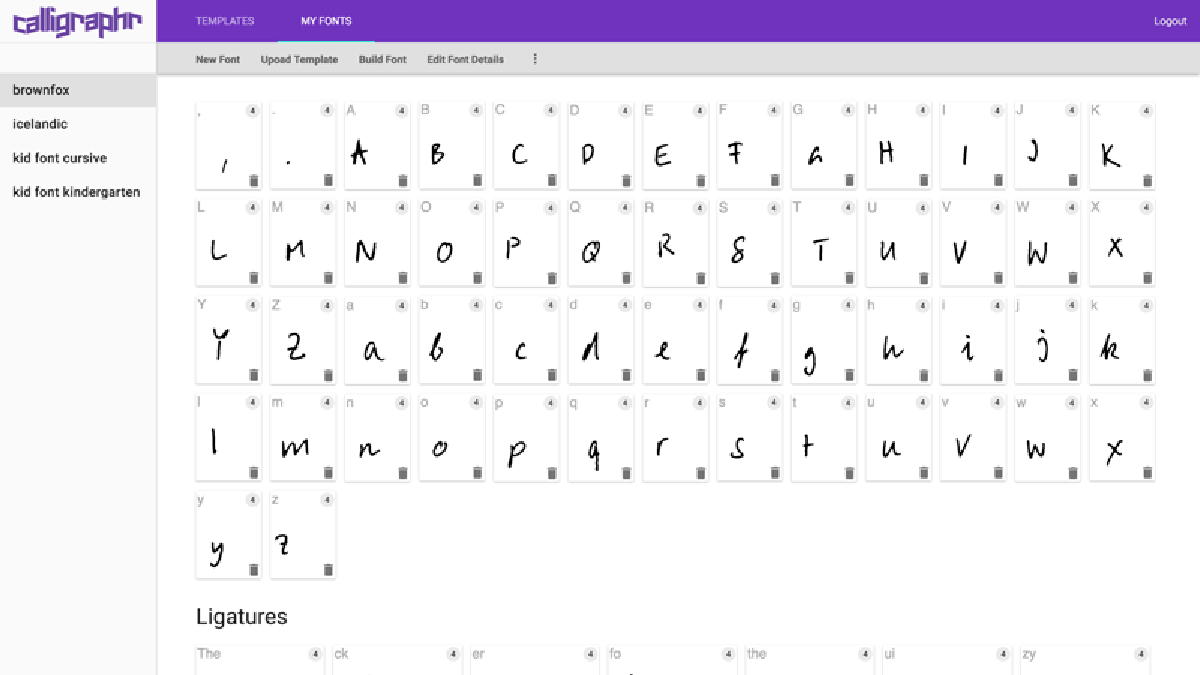 calligraphr TEMPLATES MY FONTS Logout
New Font Upoad Template Build Font Edit Font Details
brownfox
icelandic
kid font cursive
kid font kindergarten
, 4 . 4 A 4 B 4 C 4 D 4 E 4 F 4 G 4 H 4 I 4 J 4 K 4
, . A B C D E F G H I J K
L 4 M 4 N 4 O 4 P 4 Q 4 R 4 S 4 T 4 U 4 V 4 W 4 X 4
L M N O P Q R S T U V W X
Y 4 Z 4 a 4 b 4 c 4 d 4 e 4 f 4 g 4 h 4 i 4 j 4 k 4
Y Z a b c d e f g h i j k
l 4 m 4 n 4 o 4 p 4 q 4 r 4 s 4 t 4 u 4 v 4 w 4 x 4
l m n o p q r s t u v w x
y 4 z 4
y z
Ligatures
The 4 ck 4 er 4 fo 4 the 4 ui 4 zy 4